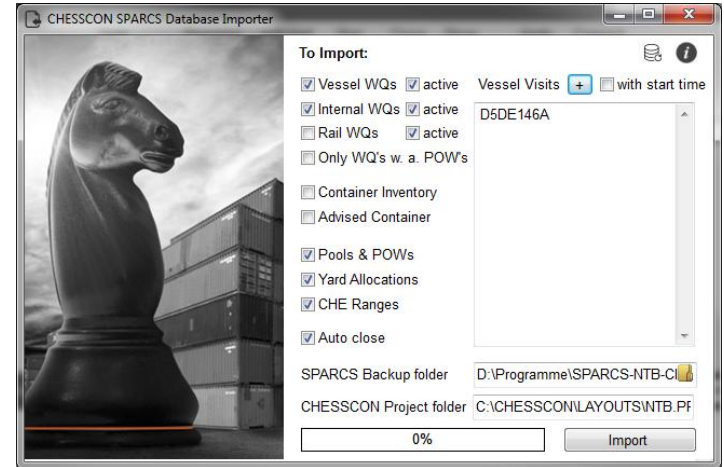 CHESSCON SPARCS Database Importer
To Import:
Vessel WQs active Vessel Visits + with start time
Internal WQs active D5DE146A
Rail WQs active
Only WQ's w. a. POW's
Container Inventory
Advised Container
Pools & POWs
Yard Allocations
CHE Ranges
Auto close
SPARCS Backup folder D:\Programme\SPARCS-NTB-CI
CHESSCON Project folder C:\CHESSCON\LAYOUTS\NTB.PF
0% Import